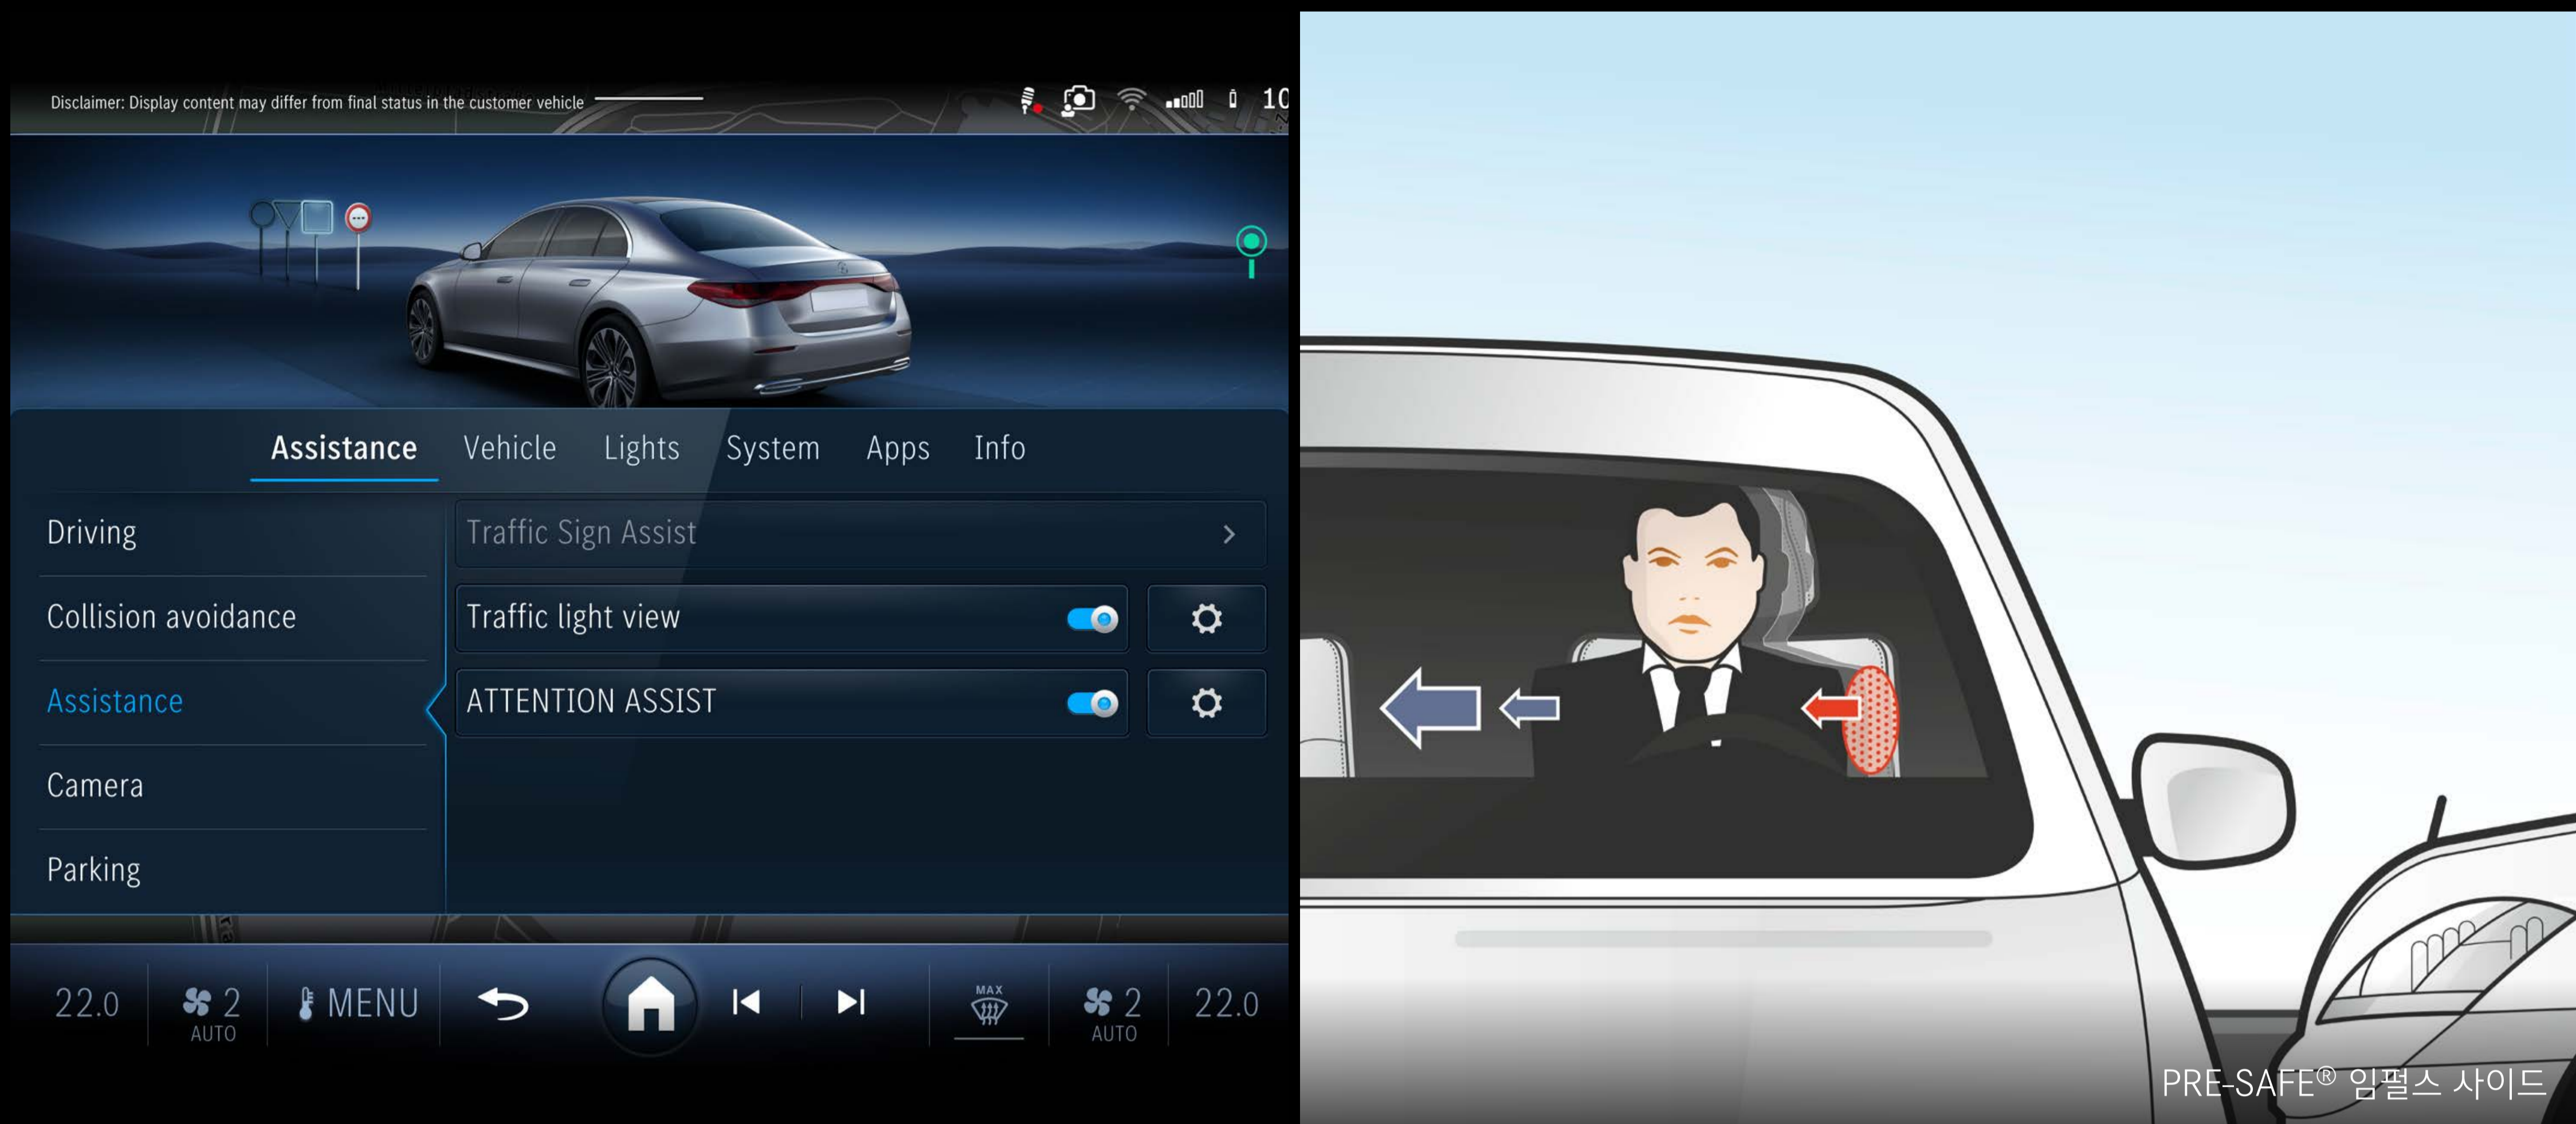 Disclaimer: Display content may differ from final status in the customer vehicle
10
Assistance Vehicle Lights System Apps Info
Driving
Collision avoidance
Assistance
Camera
Parking
Traffic Sign Assist
Traffic light view
ATTENTION ASSIST
22.0
2
AUTO
MENU
MAX
2
AUTO
22.0
PRE-SAFE® 임펄스 사이드